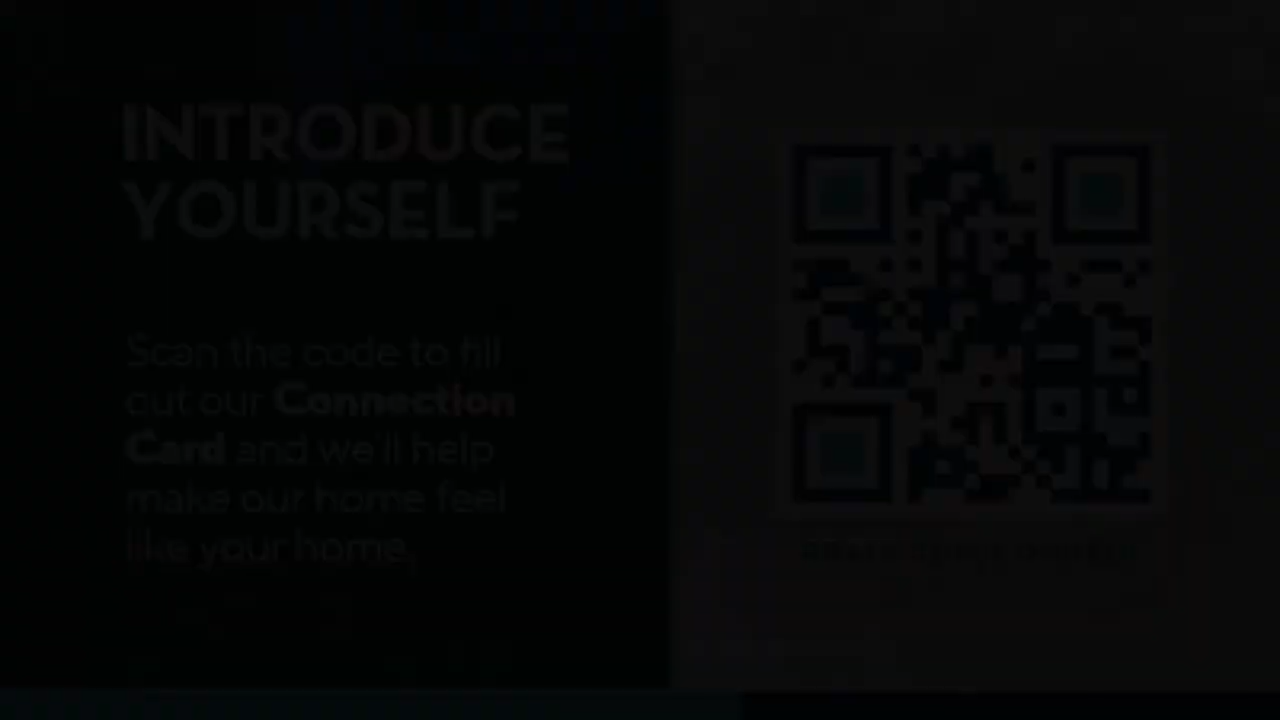 INTRODUCE
YOURSELF
Scan the code to fill
out our Connection
Card and we'll help
make our home feel
like your home.